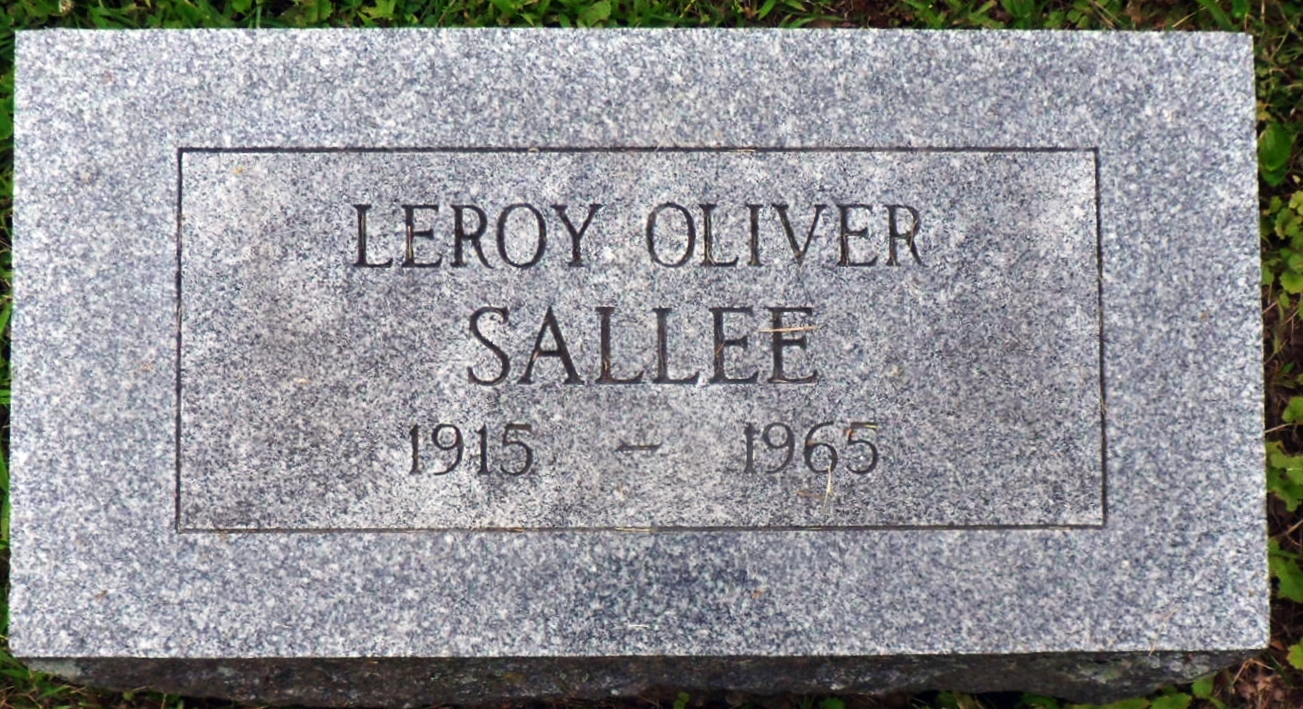 LEROY OLIVER
SALLEE
1915 - 1965